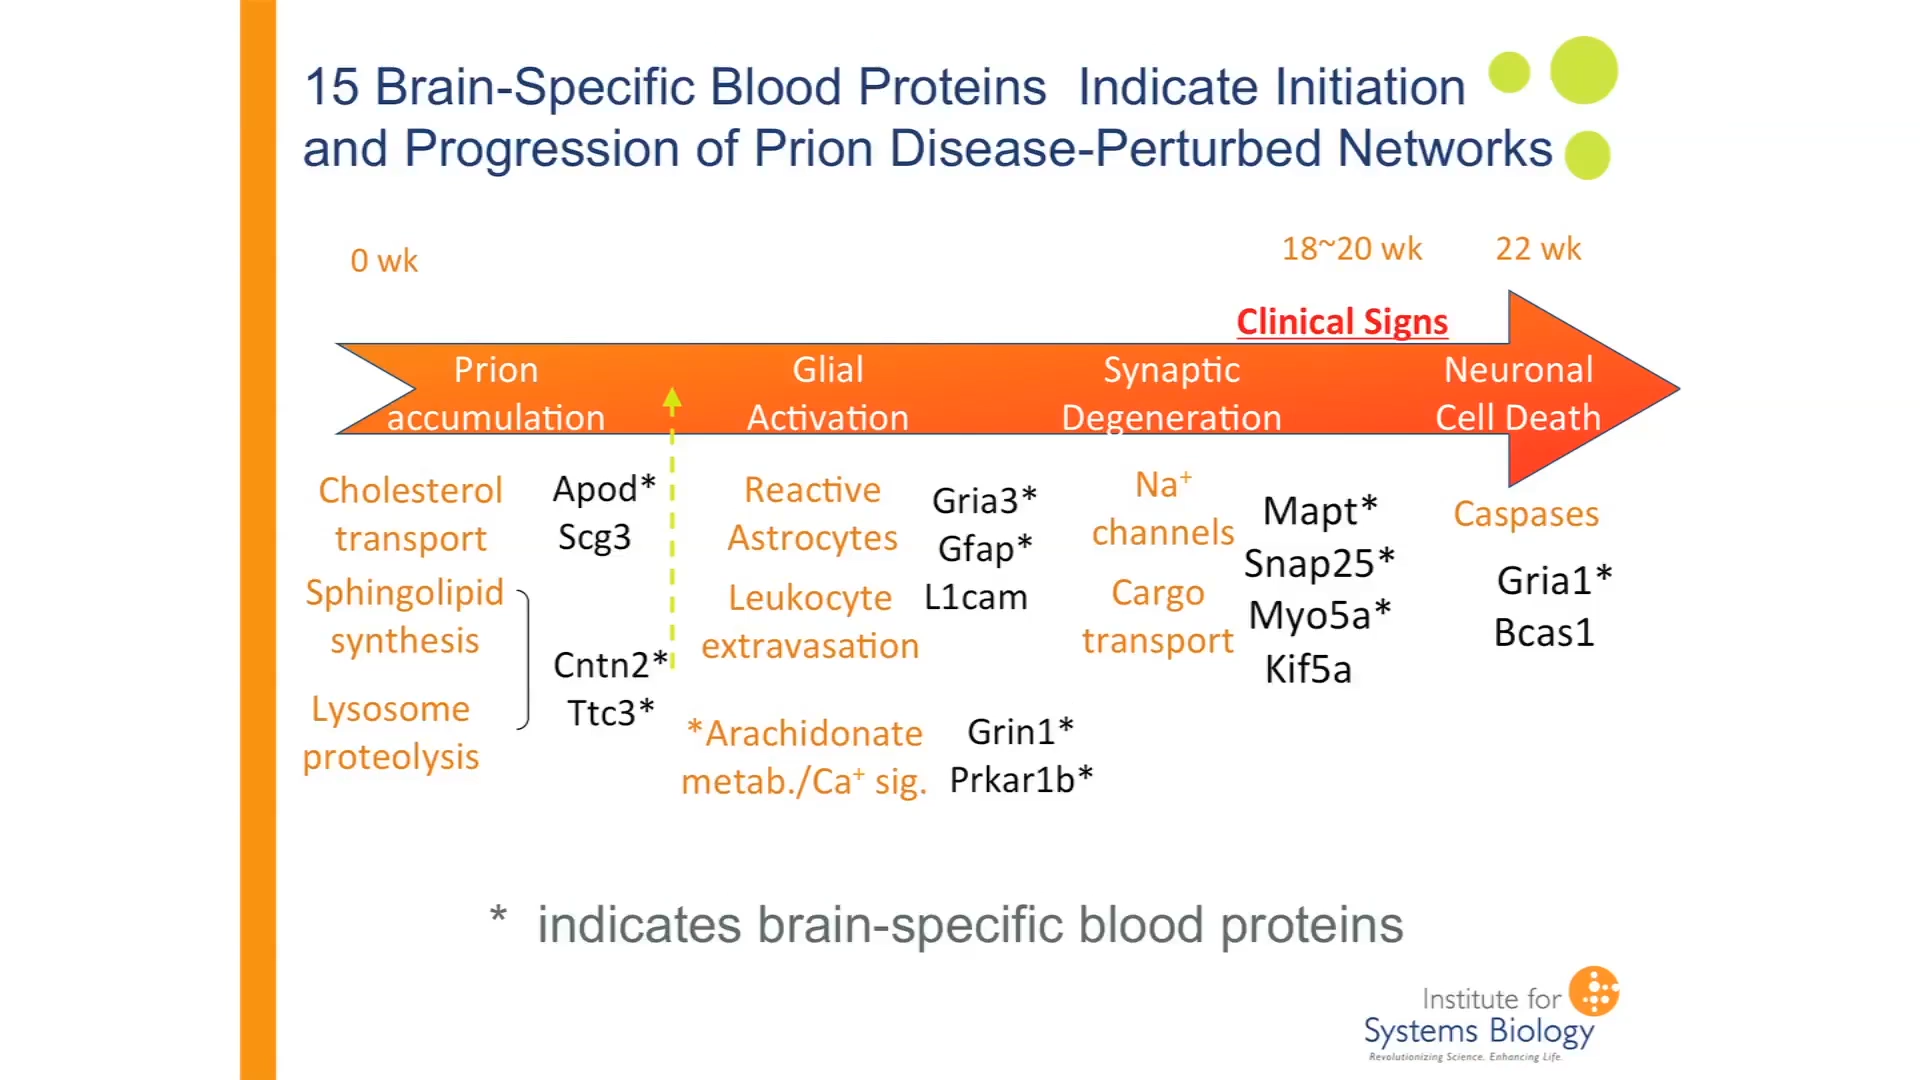 15 Brain-Specific Blood Proteins  Indicate Initiation
and Progression of Prion Disease-Perturbed Networks
0 wk
18~20 wk
22 wk
Clinical Signs
Prion
accumulation
Glial
Activation
Synaptic
Degeneration
Neuronal
Cell Death
Cholesterol
transport
Apod*
Scg3
Sphingolipid
synthesis
Lysosome
proteolysis
Cntn2*
Ttc3*
Reactive
Astrocytes
Leukocyte
extravasation
Gria3*
Gfap*
L1cam
*Arachidonate
metab./Ca⁺ sig.
Grin1*
Prkar1b*
Na⁺
channels
Cargo
transport
Mapt*
Snap25*
Myo5a*
Kif5a
Caspases
Gria1*
Bcas1
* indicates brain-specific blood proteins
Institute for
Systems Biology
Revolutionizing Science. Enhancing Life.